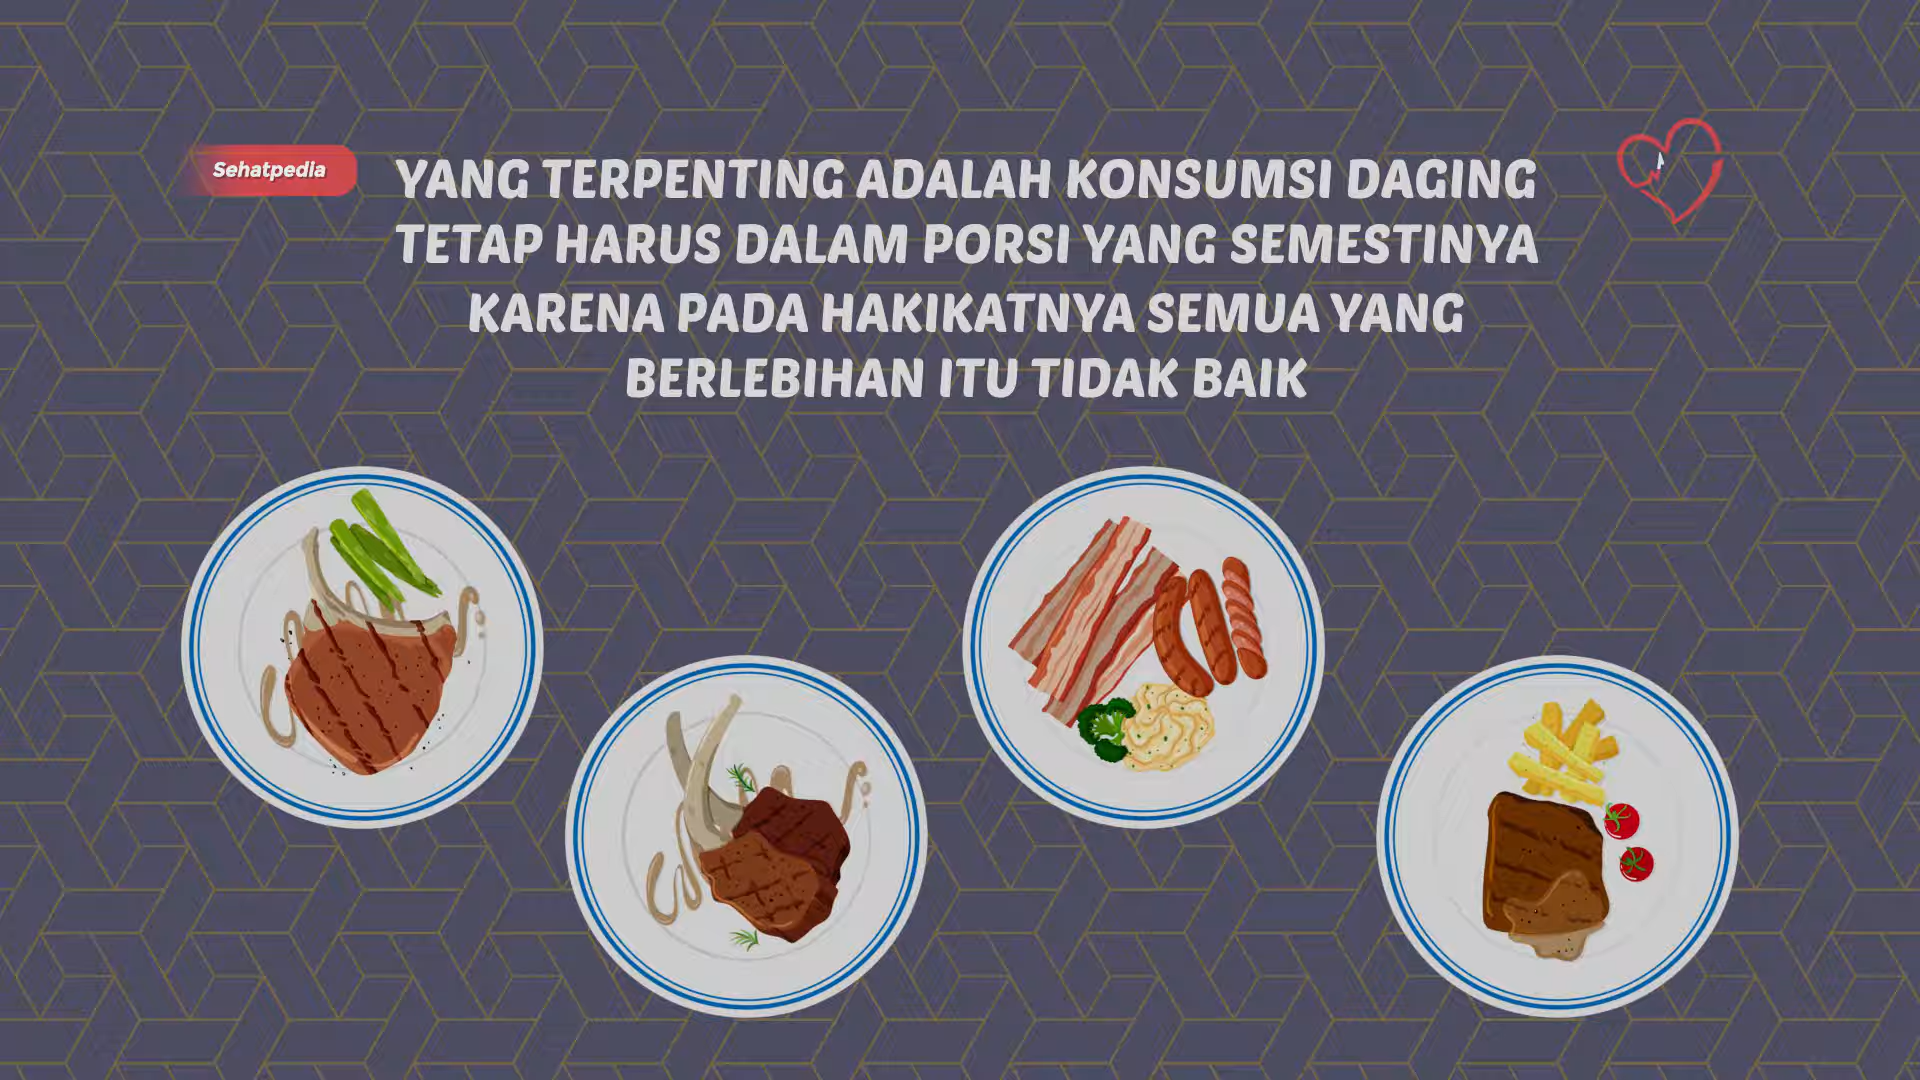 Sehatpedia
YANG TERPENTING ADALAH KONSUMSI DAGING
TETAP HARUS DALAM PORSI YANG SEMESTINYA
KARENA PADA HAKIKATNYA SEMUA YANG
BERLEBIHAN ITU TIDAK BAIK